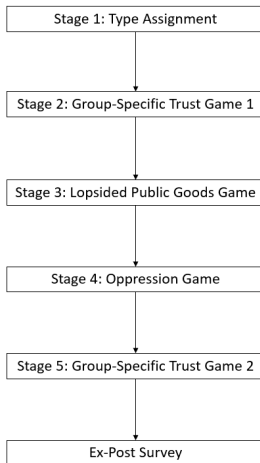 Stage 1: Type Assignment
Stage 2: Group-Specific Trust Game 1
Stage 3: Lopsided Public Goods Game
Stage 4: Oppression Game
Stage 5: Group-Specific Trust Game 2
Ex-Post Survey